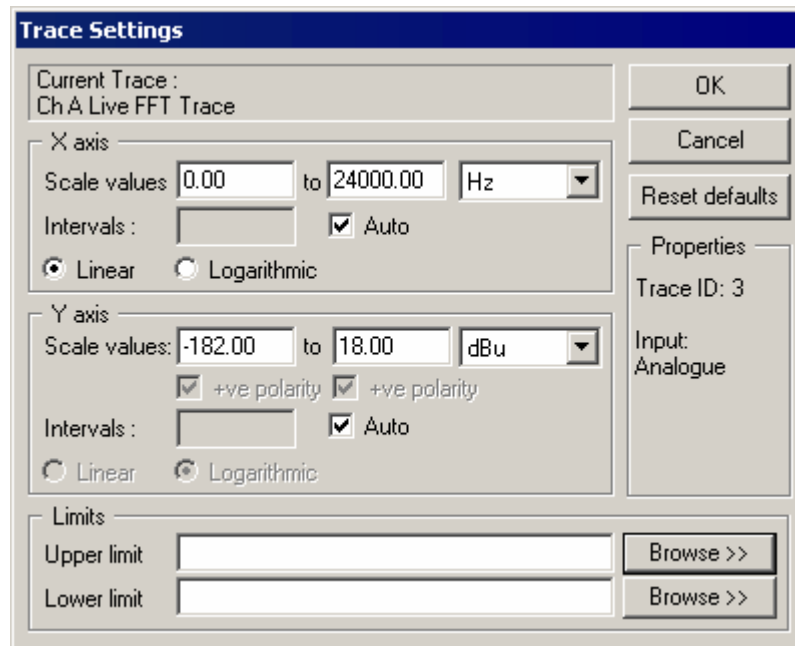 Trace Settings
Current Trace :
Ch A Live FFT Trace
OK
Cancel
Reset defaults
X axis
Scale values 0.00 to 24000.00 Hz
Intervals : Auto
Linear Logarithmic
Y axis
Scale values: -182.00 to 18.00 dBu
+ve polarity +ve polarity
Intervals : Auto
Linear Logarithmic
Properties
Trace ID: 3
Input:
Analogue
Limits
Upper limit Browse >>
Lower limit Browse >>